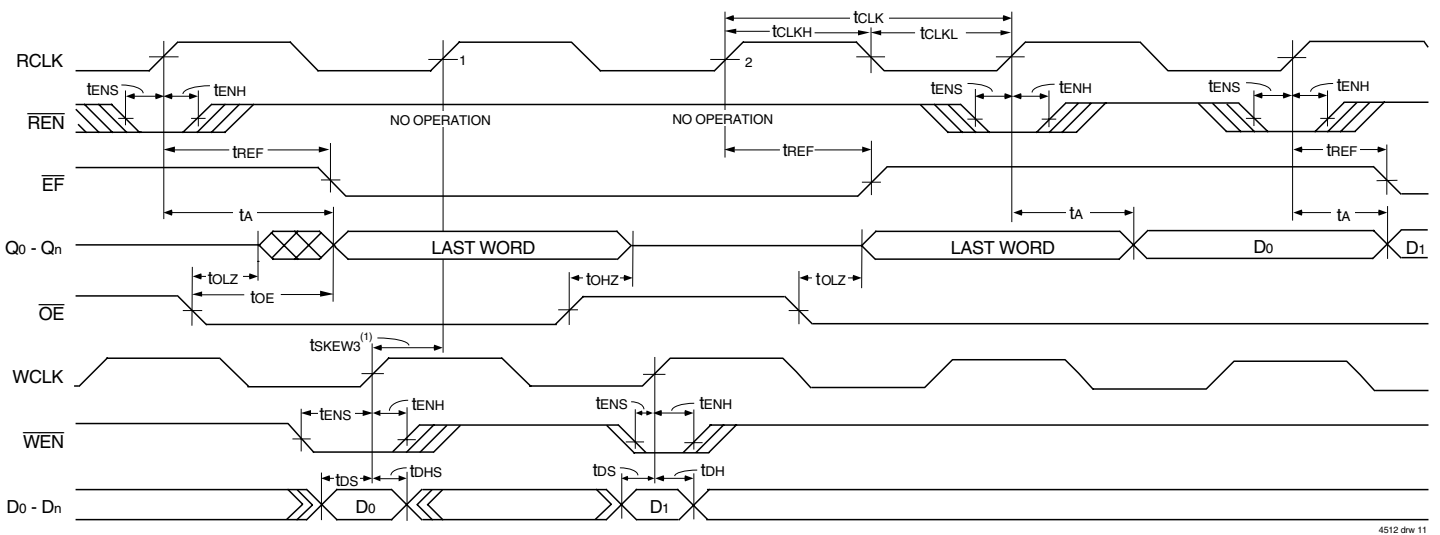 tCLK
tCLKH tCLKL
RCLK 1 2
tENS tENH tENS tENH tENS tENH
REN NO OPERATION NO OPERATION
tREF tREF tREF
EF
tA tA tA
Q0 - Qn LAST WORD LAST WORD D0 D1
tOLZ tOHZ tOLZ
tOE
OE
tSKEW3(1)
WCLK
tENS tENH tENS tENH
WEN
tDS tDHS tDS tDH
D0 - Dn D0 D1
4512 drw 11